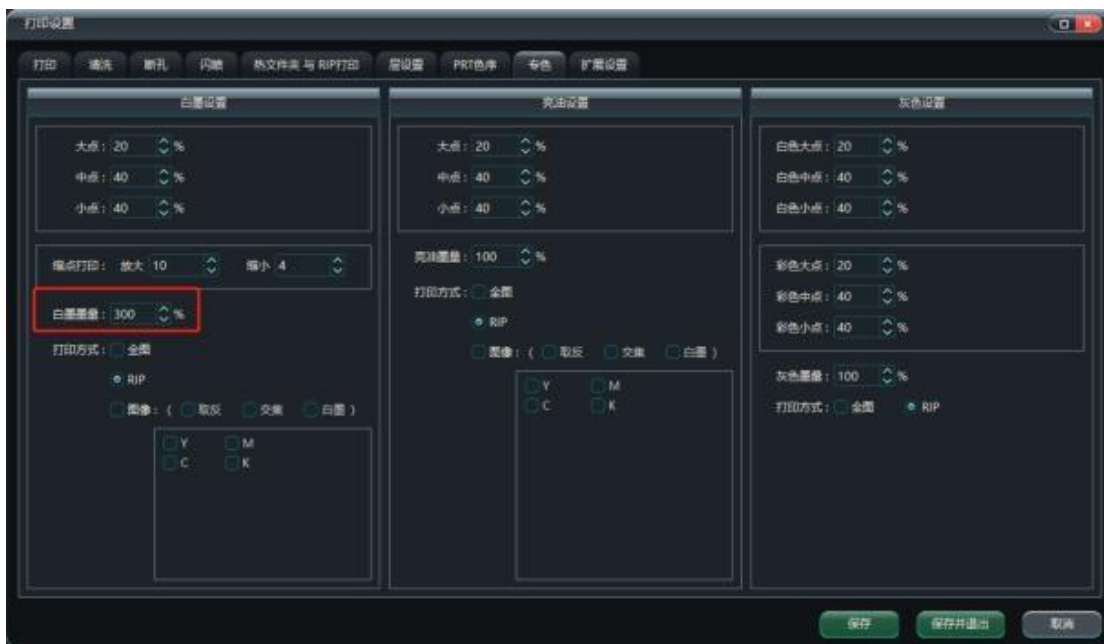 打印设置
打印 清洗 断孔 闪喷 热文件夹 与 RIP打印 层设置 PRT色序 专色 扩展设置
白墨设置
大点: 20 %
中点: 40 %
小点: 40 %
缩点打印: 放大 10 缩小 4
白墨墨量: 300 %
打印方式: 全图
RIP
图像: ( 取反 交集 白墨 )
Y M
C K
亮油设置
大点: 20 %
中点: 40 %
小点: 40 %
亮油墨量: 100 %
打印方式: 全图
RIP
图像: ( 取反 交集 白墨 )
Y M
C K
灰色设置
白色大点: 20 %
白色中点: 40 %
白色小点: 40 %
彩色大点: 20 %
彩色中点: 40 %
彩色小点: 40 %
灰色墨量: 100 %
打印方式: 全图 RIP
保存 保存并退出 取消